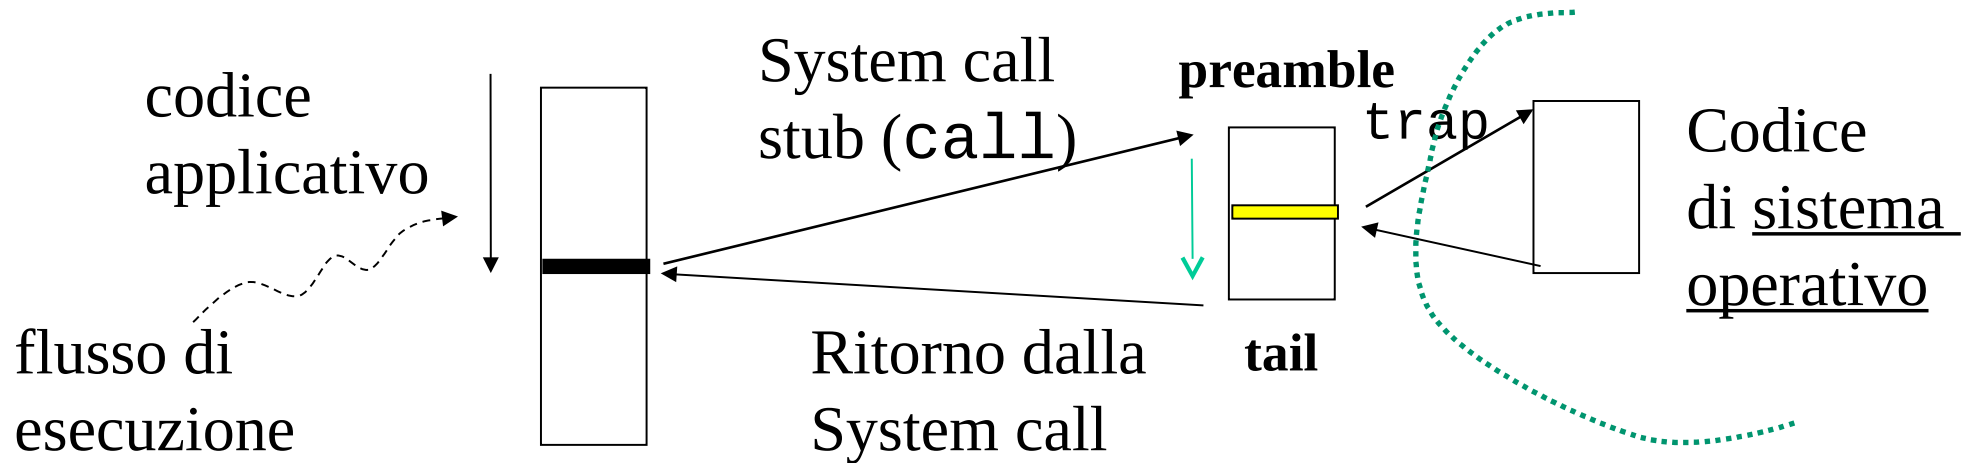 codice
applicativo
flusso di
esecuzione
System call
stub (call)
Ritorno dalla
System call
preamble
tail
trap
Codice
di sistema
operativo